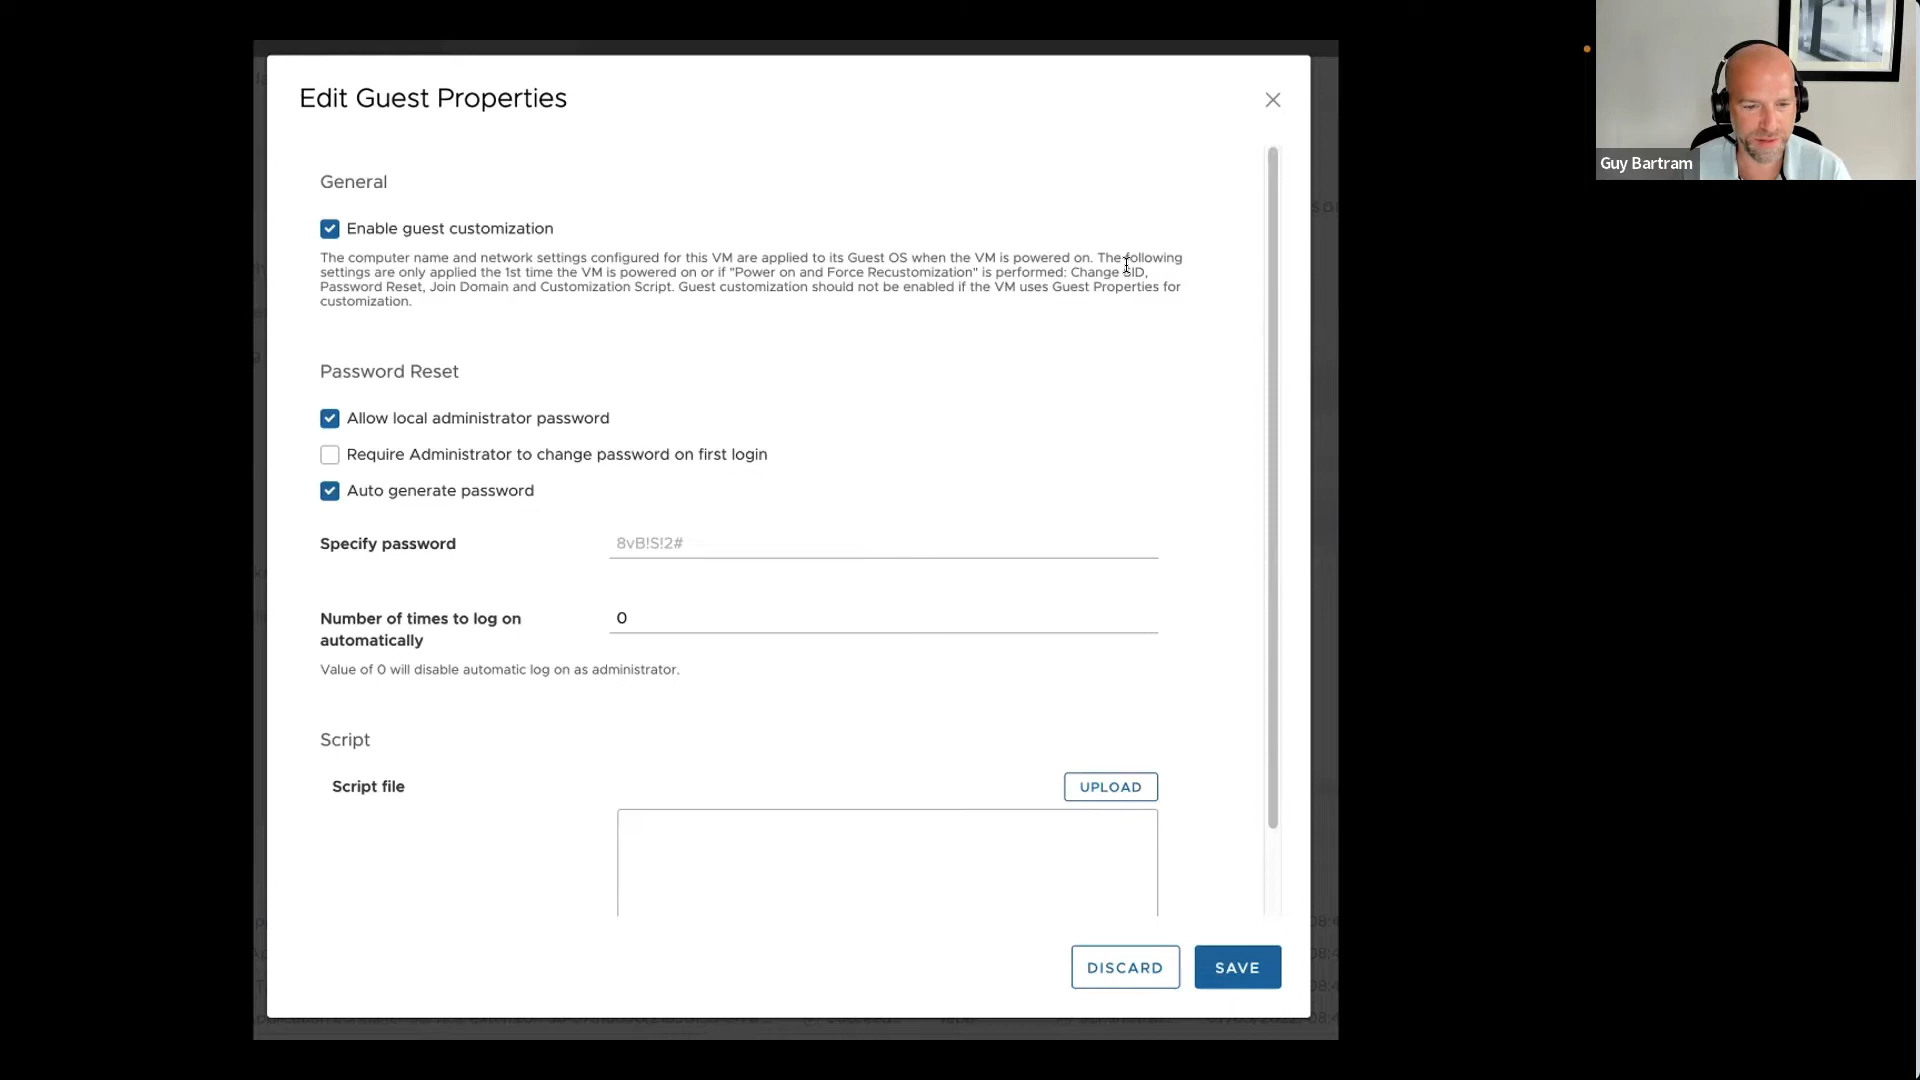 Edit Guest Properties
General
Enable guest customization
The computer name and network settings configured for this VM are applied to its Guest OS when the VM is powered on. The following
settings are only applied the 1st time the VM is powered on or if "Power on and Force Recustomization" is performed: Change SID,
Password Reset, Join Domain and Customization Script. Guest customization should not be enabled if the VM uses Guest Properties for
customization.
Password Reset
Allow local administrator password
Require Administrator to change password on first login
Auto generate password
Specify password
8vB!S!2#
Number of times to log on
automatically
0
Value of 0 will disable automatic log on as administrator.
Script
Script file
UPLOAD
DISCARD
SAVE
Guy Bartram